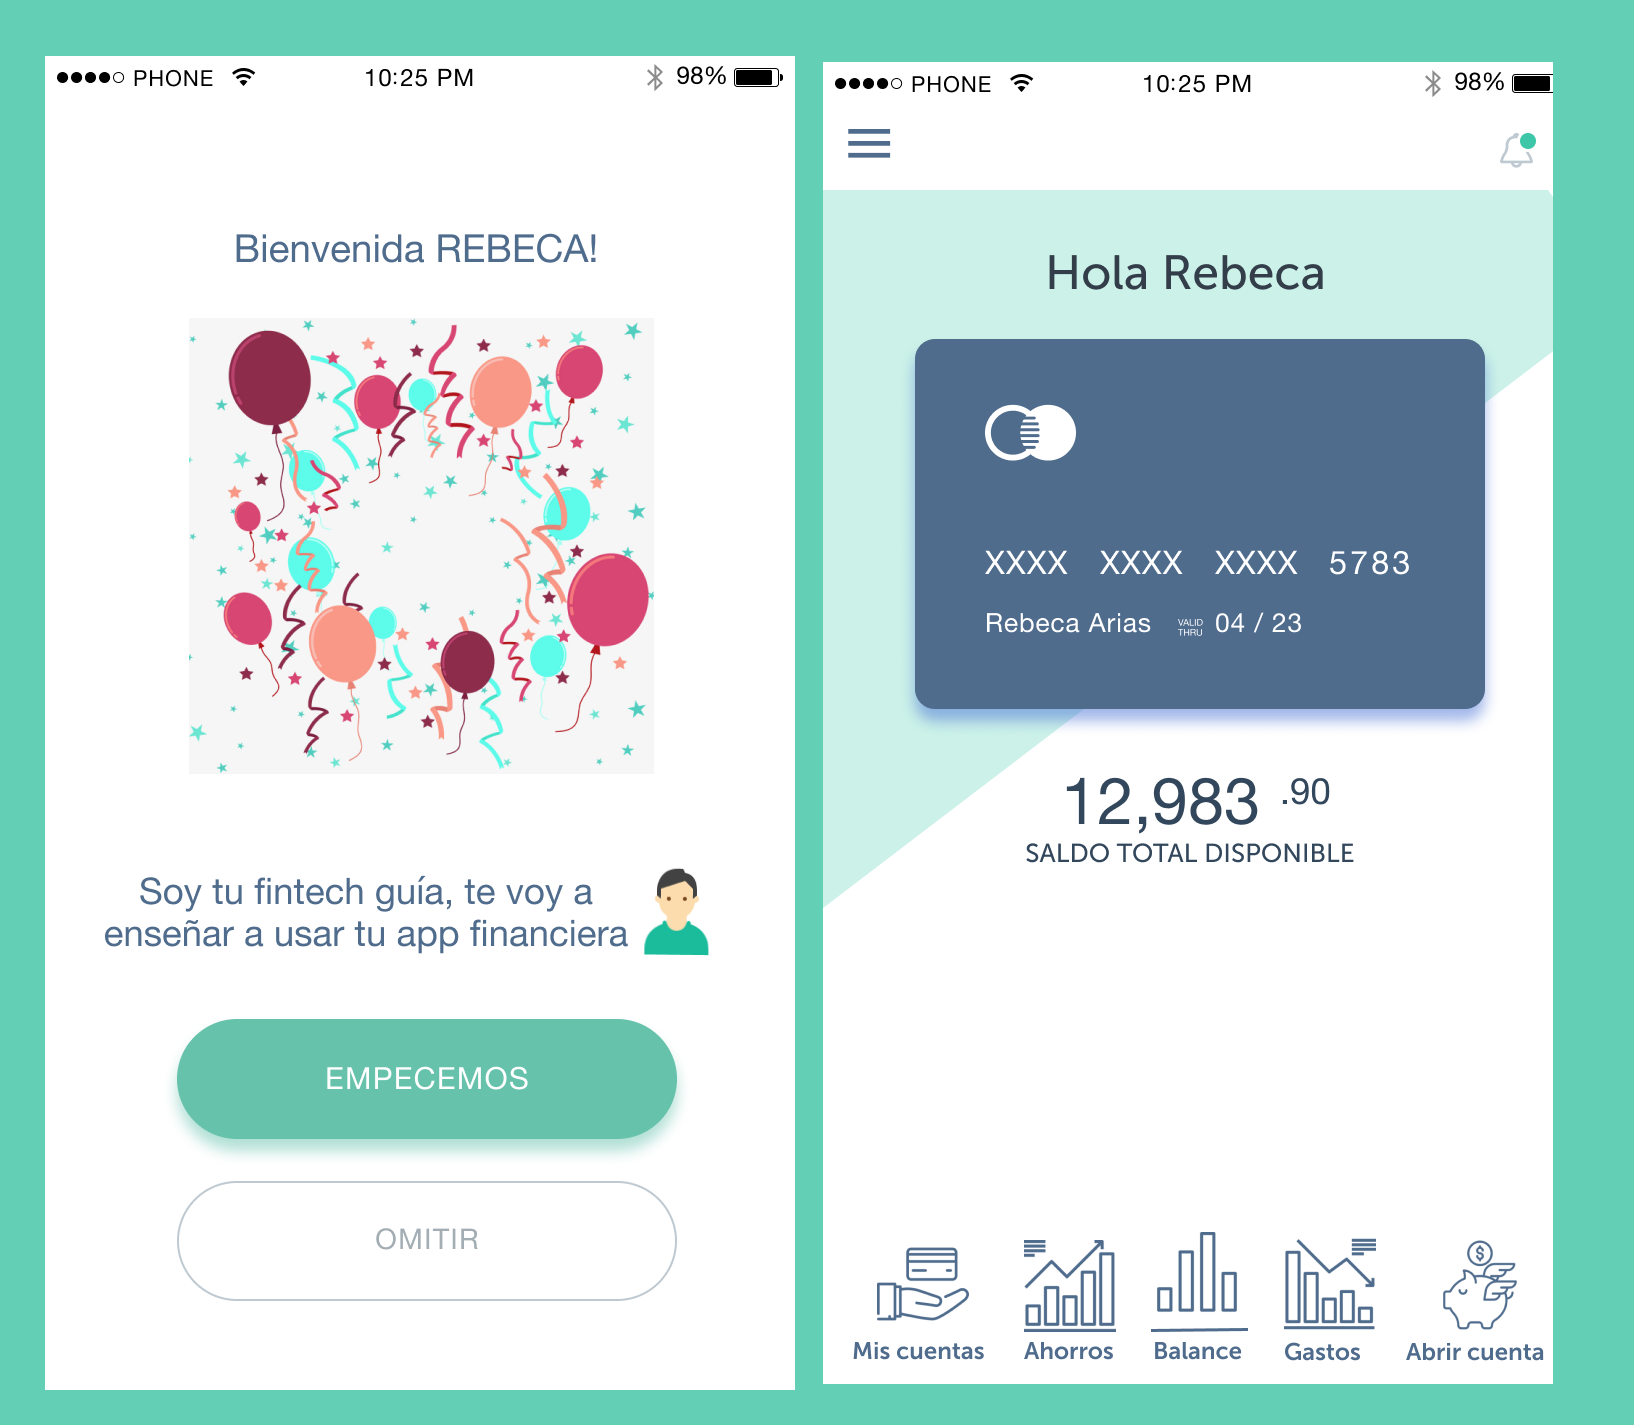 PHONE 10:25 PM 98%
Bienvenida REBECA!
Soy tu fintech guía, te voy a
enseñar a usar tu app financiera
EMPECEMOS
OMITIR
PHONE 10:25 PM 98%
Hola Rebeca
XXXX XXXX XXXX 5783
Rebeca Arias VALID THRU 04 / 23
12,983 .90
SALDO TOTAL DISPONIBLE
$
Mis cuentas Ahorros Balance Gastos Abrir cuenta